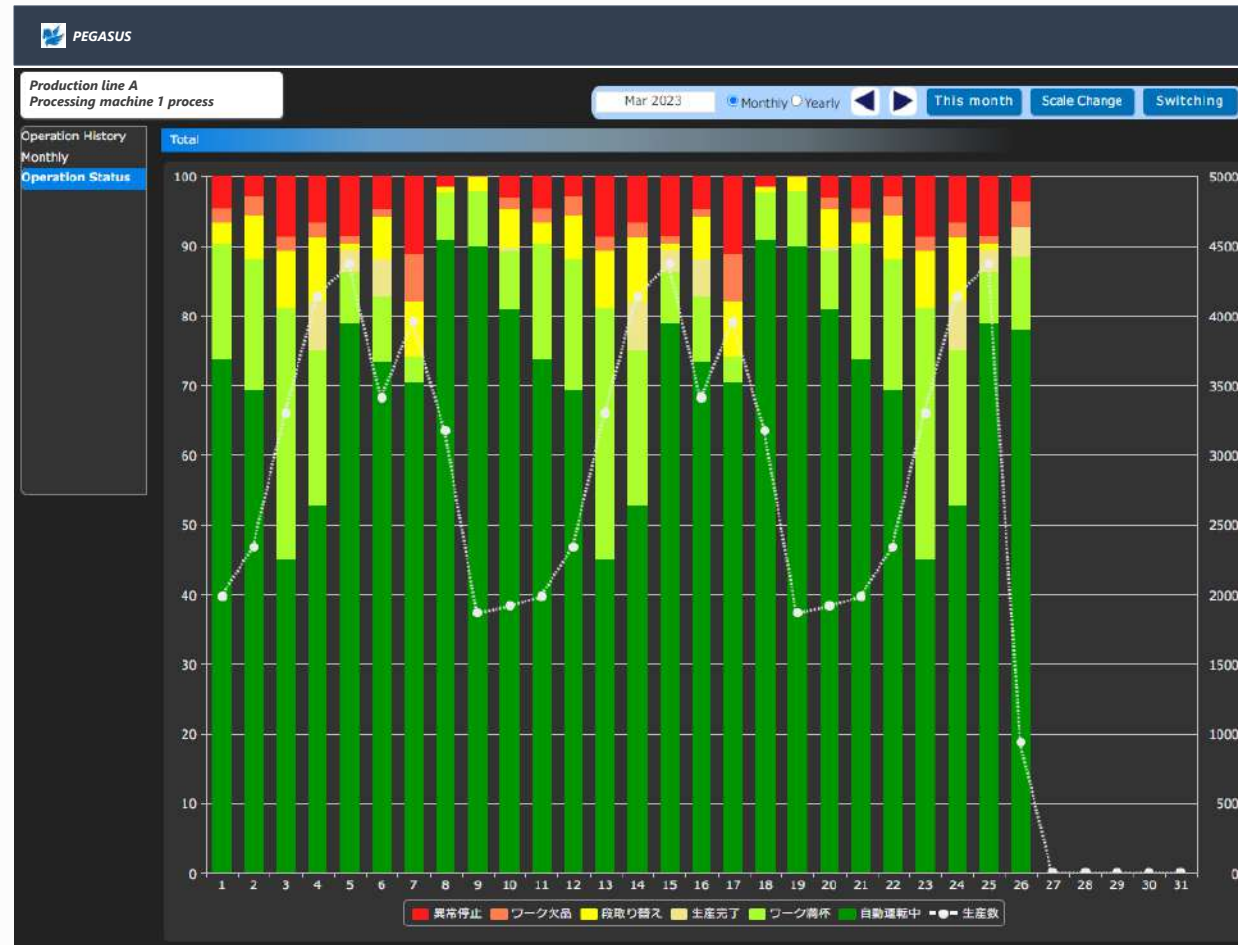 PEGASUS
Production line A
Processing machine 1 process
Mar 2023 Monthly Yearly This month Scale Change Switching
Operation History
Monthly
Operation Status
Total
100 5000
90 4500
80 4000
70 3500
60 3000
50 2500
40 2000
30 1500
20 1000
10 500
0 0
1 2 3 4 5 6 7 8 9 10 11 12 13 14 15 16 17 18 19 20 21 22 23 24 25 26 27 28 29 30 31
異常停止 ワーク欠品 段取り替え 生産完了 ワーク満杯 自動運転中 生産数